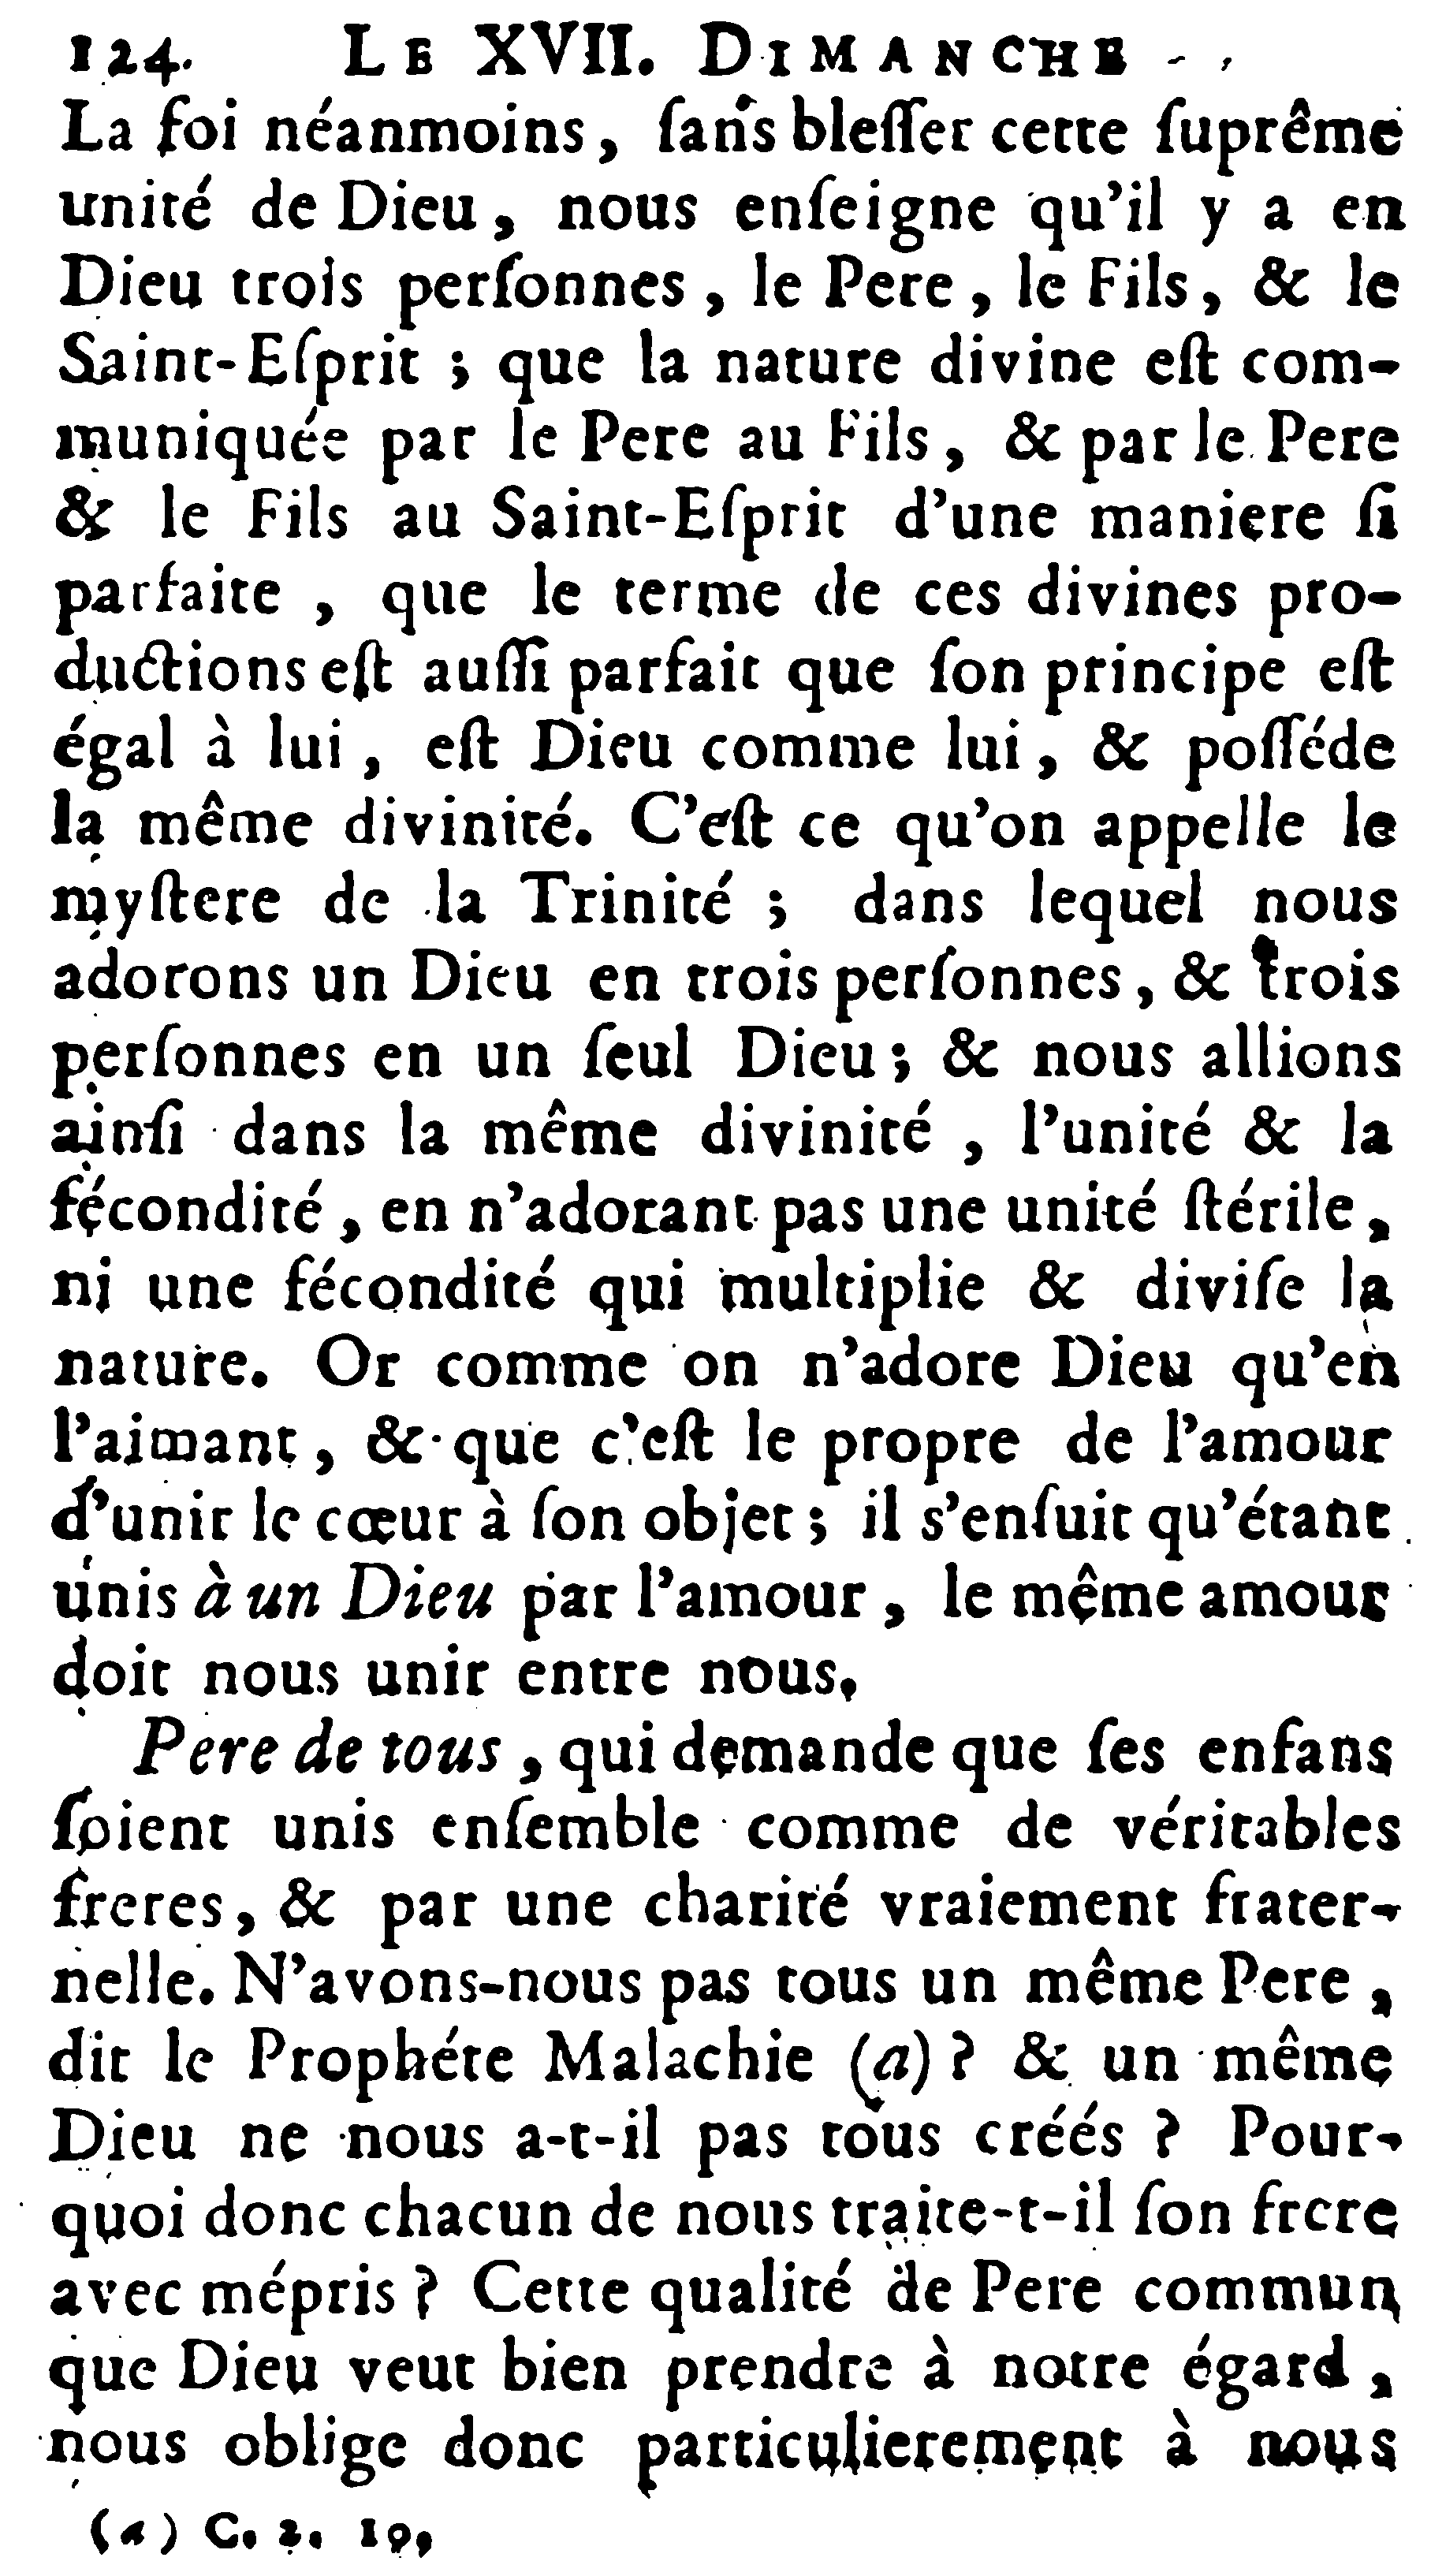 124. LE XVII. DIMANCHE
La foi néanmoins, ſans bleſſer cette ſuprême
unité de Dieu, nous enſeigne qu'il y a en
Dieu trois perſonnes, le Pere, le Fils, & le
Saint-Eſprit; que la nature divine eſt com-
muniquée par le Pere au Fils, & par le Pere
& le Fils au Saint-Eſprit d'une maniere ſi
parfaite, que le terme de ces divines pro-
ductions eſt auſſi parfait que ſon principe eſt
égal à lui, eſt Dieu comme lui, & poſſéde
la même divinité. C'eſt ce qu'on appelle le
myſtere de la Trinité; dans lequel nous
adorons un Dieu en trois perſonnes, & trois
perſonnes en un ſeul Dieu; & nous allions
ainſi dans la même divinité, l'unité & la
fécondité, en n'adorant pas une unité ſtérile,
ni une fécondité qui multiplie & diviſe la
nature. Or comme on n'adore Dieu qu'en
l'aimant, & que c'eſt le propre de l'amour
d'unir le cœur à ſon objet; il s'enſuit qu'étant
unis à un Dieu par l'amour, le même amour
doit nous unir entre nous.
Pere de tous, qui demande que ſes enfans
ſoient unis enſemble comme de véritables
freres, & par une charité vraiement frater-
nelle. N'avons-nous pas tous un même Pere,
dit le Prophéte Malachie (a)? & un même
Dieu ne nous a-t-il pas tous créés? Pour-
quoi donc chacun de nous traite-t-il ſon frere
avec mépris? Cette qualité de Pere commun
que Dieu veut bien prendre à notre égard,
nous oblige donc particulierement à nous
(a) C. 2. 10.